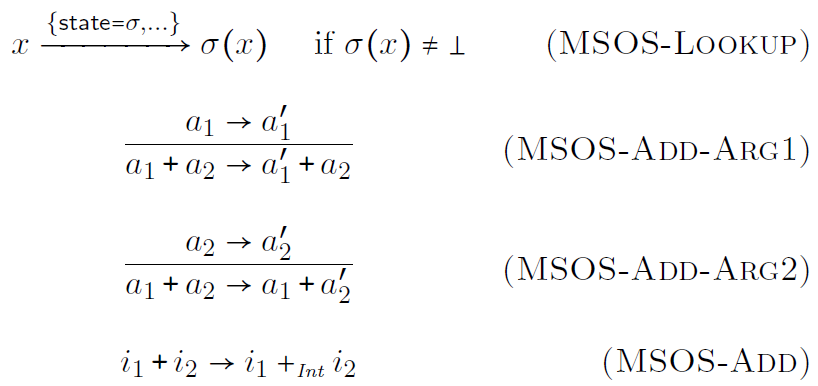 x {state=σ,...}→ σ(x) if σ(x) ≠ ⊥ (MSOS-LOOKUP)
a₁ → a₁′
a₁ + a₂ → a₁′ + a₂ (MSOS-ADD-ARG1)
a₂ → a₂′
a₁ + a₂ → a₁ + a₂′ (MSOS-ADD-ARG2)
i₁ + i₂ → i₁ +Int i₂ (MSOS-ADD)